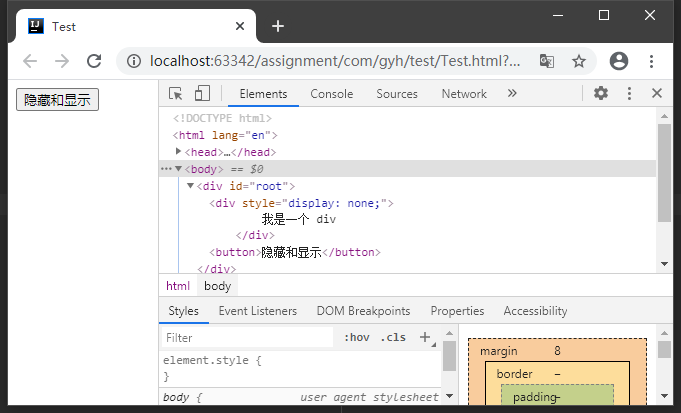 Test
localhost:63342/assignment/com/gyh/test/Test.html?...
隐藏和显示
Elements Console Sources Network »
<!DOCTYPE html>
<html lang="en">
<head>…</head>
<body> == $0
<div id="root">
<div style="display: none;">
我是一个 div
</div>
<button>隐藏和显示</button>
</div>
html body
Styles Event Listeners DOM Breakpoints Properties Accessibility
Filter :hov .cls +
element.style {
}
body { user agent stylesheet
margin 8
border –
padding–